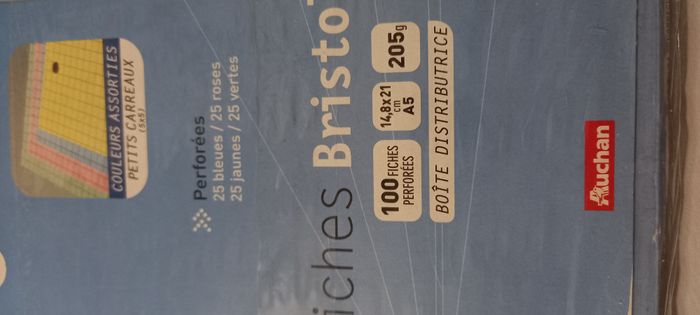 COULEURS ASSORTIES
PETITS CARREAUX
(5x5)
Perforées
25 bleues / 25 roses
25 jaunes / 25 vertes
iches Bristo
100 FICHES
PERFORÉES
14,8x21
cm
A5
205g
BOÎTE DISTRIBUTRICE
Auchan